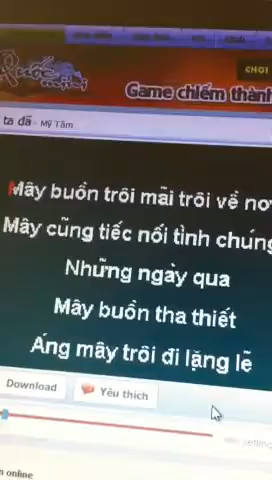 Quốc
Game chiếm thành
CHƠI
ta đã - Mỹ Tâm
Mây buồn trôi mãi trôi về nơ
Mây cũng tiếc nối tình chúng
Những ngày qua
Mây buồn tha thiết
Áng mây trôi đi lặng lẽ
Download
Yêu thích
online